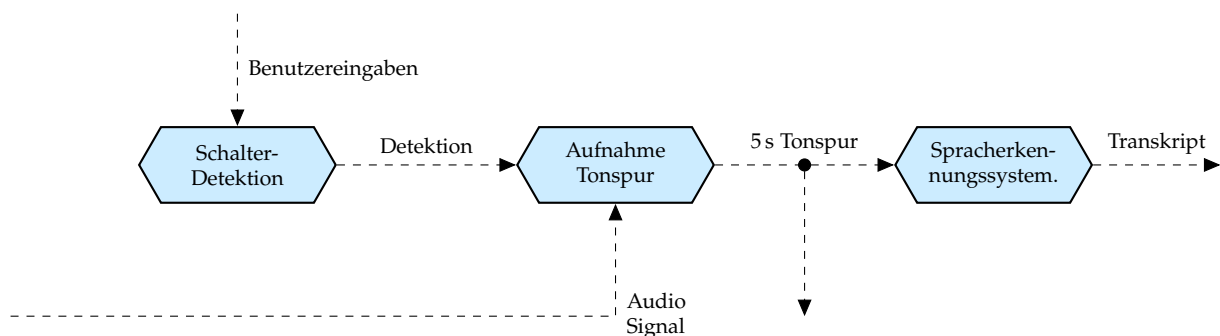 Benutzereingaben
Schalter-
Detektion
Detektion
Aufnahme
Tonspur
5 s Tonspur
Spracherken-
nungssystem.
Transkript
Audio
Signal